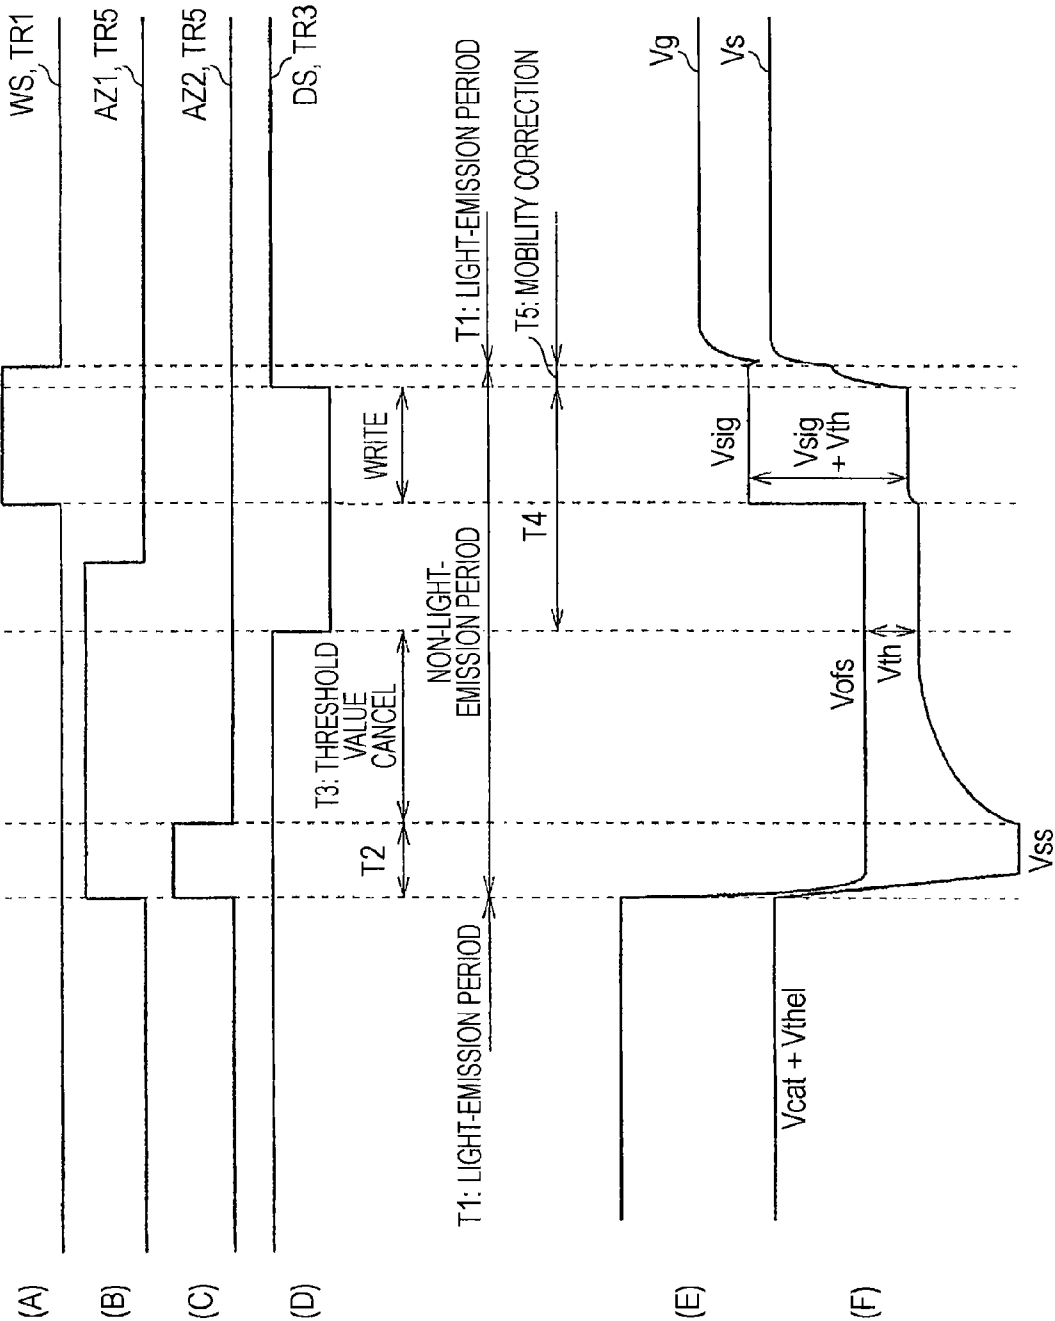 (A)
WS, TR1
(B)
AZ1, TR5
(C)
AZ2, TR5
(D)
DS, TR3
T2
T3: THRESHOLD
VALUE
CANCEL
WRITE
T1: LIGHT-EMISSION PERIOD
NON-LIGHT-
EMISSION PERIOD
T1: LIGHT-EMISSION PERIOD
T4
T5: MOBILITY CORRECTION
(E)
Vg
Vsig
Vsig
+ Vth
Vs
Vofs
Vth
Vcat + Vthel
(F)
Vss